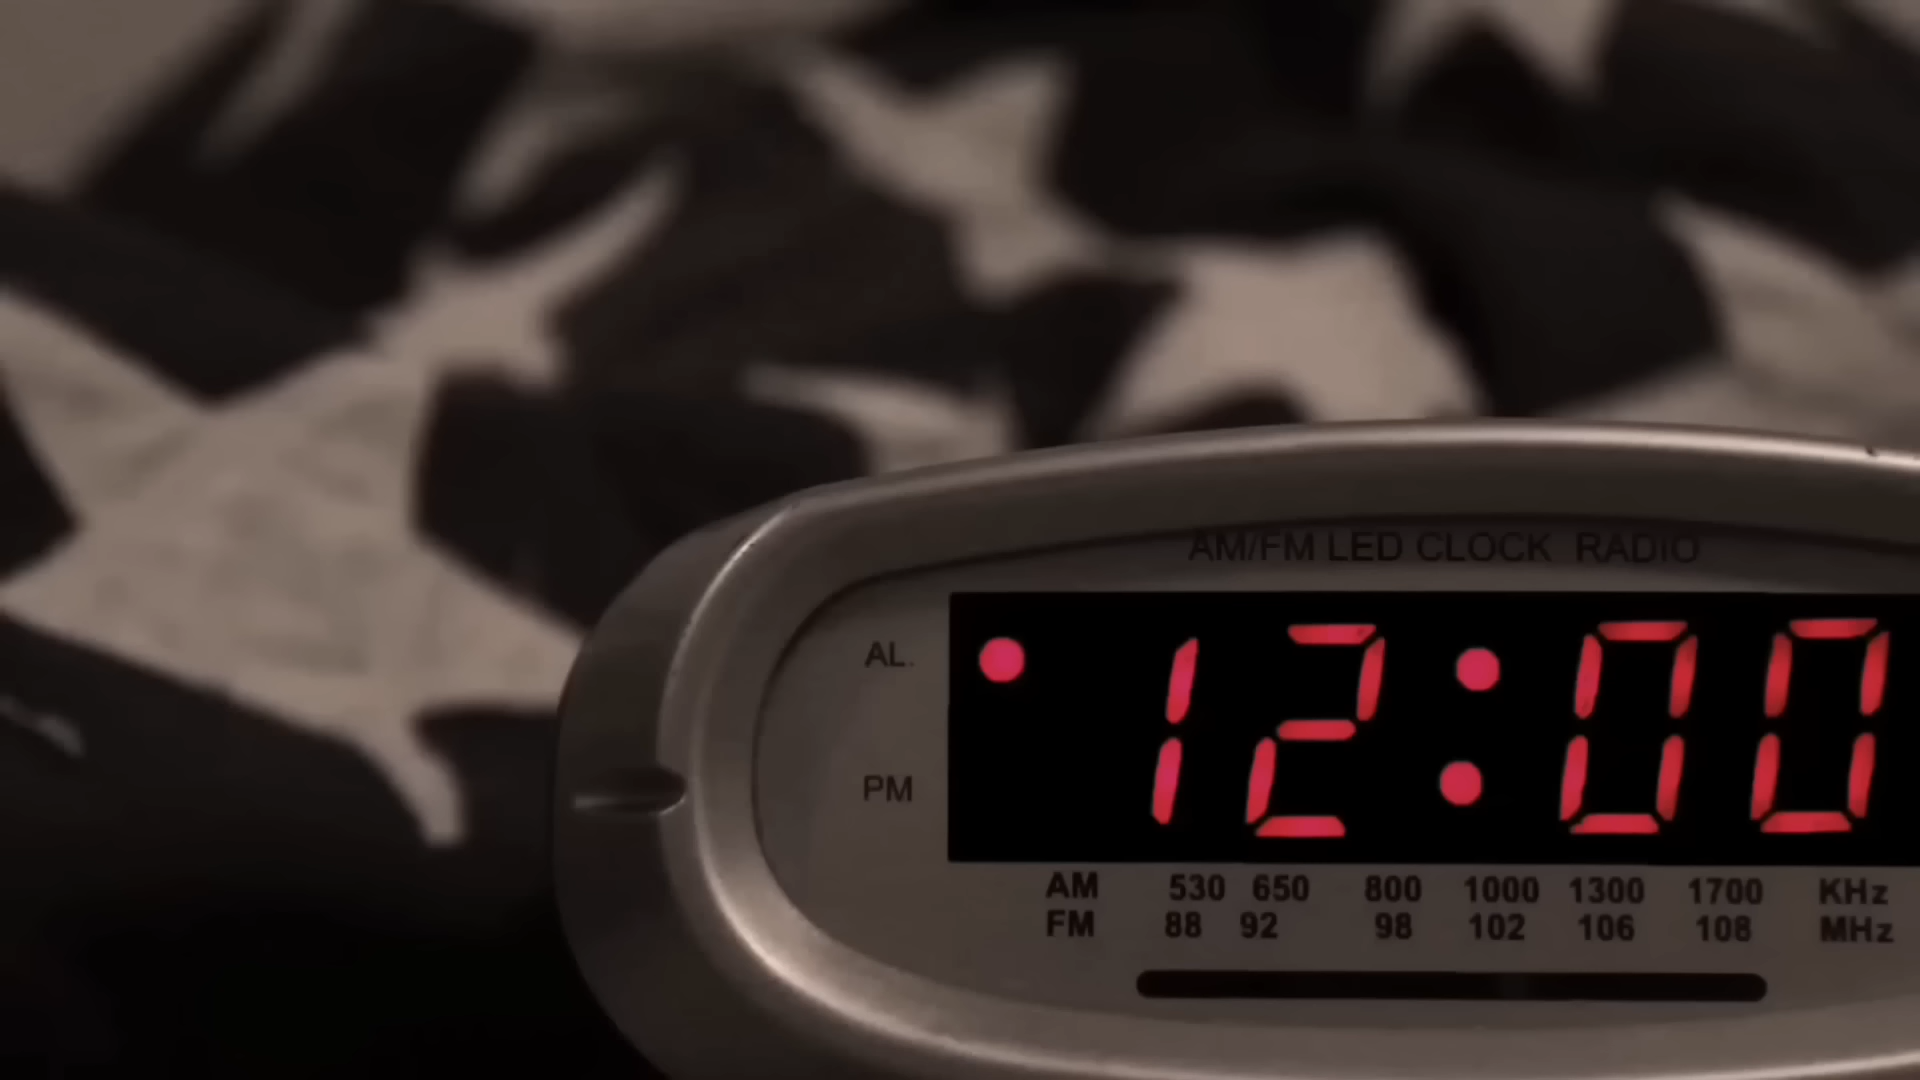 AM/FM LED CLOCK RADIO
AL.
12:00
PM
AM 530 650 800 1000 1300 1700 KHz
FM 88 92 98 102 106 108 MHz